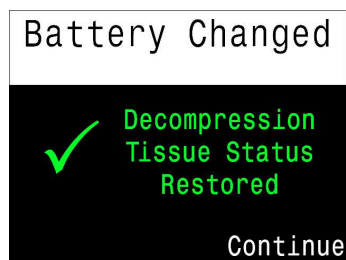 Battery Changed
Decompression
Tissue Status
Restored
Continue